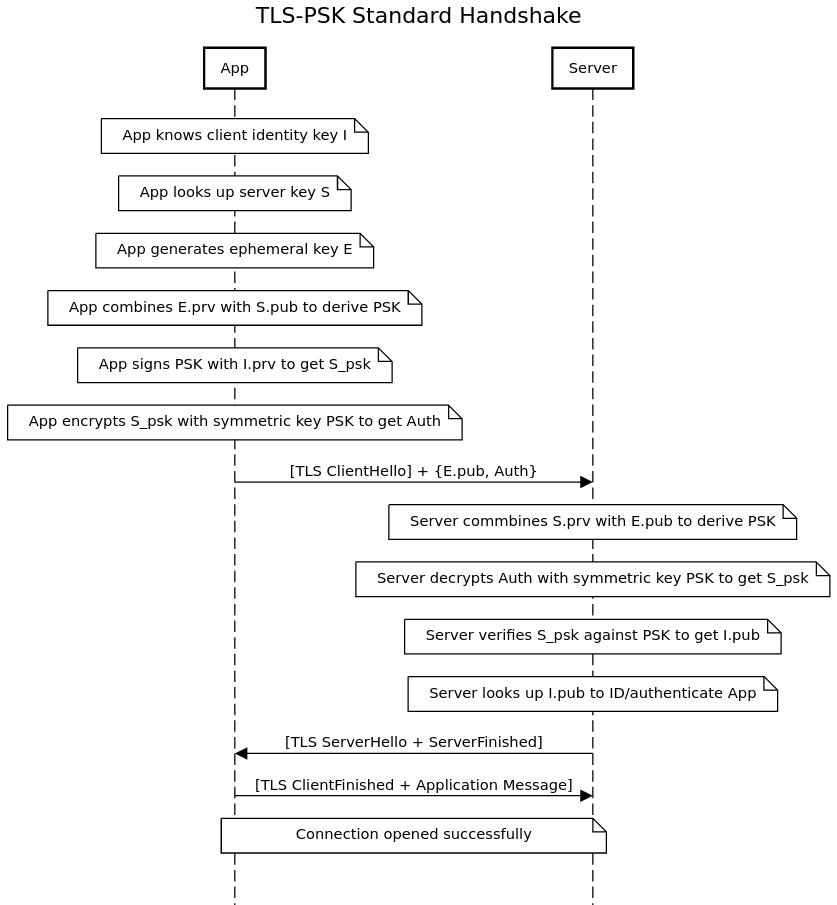 TLS-PSK Standard Handshake
App
Server
App knows client identity key I
App looks up server key S
App generates ephemeral key E
App combines E.prv with S.pub to derive PSK
App signs PSK with I.prv to get S_psk
App encrypts S_psk with symmetric key PSK to get Auth
[TLS ClientHello] + {E.pub, Auth}
Server commbines S.prv with E.pub to derive PSK
Server decrypts Auth with symmetric key PSK to get S_psk
Server verifies S_psk against PSK to get I.pub
Server looks up I.pub to ID/authenticate App
[TLS ServerHello + ServerFinished]
[TLS ClientFinished + Application Message]
Connection opened successfully